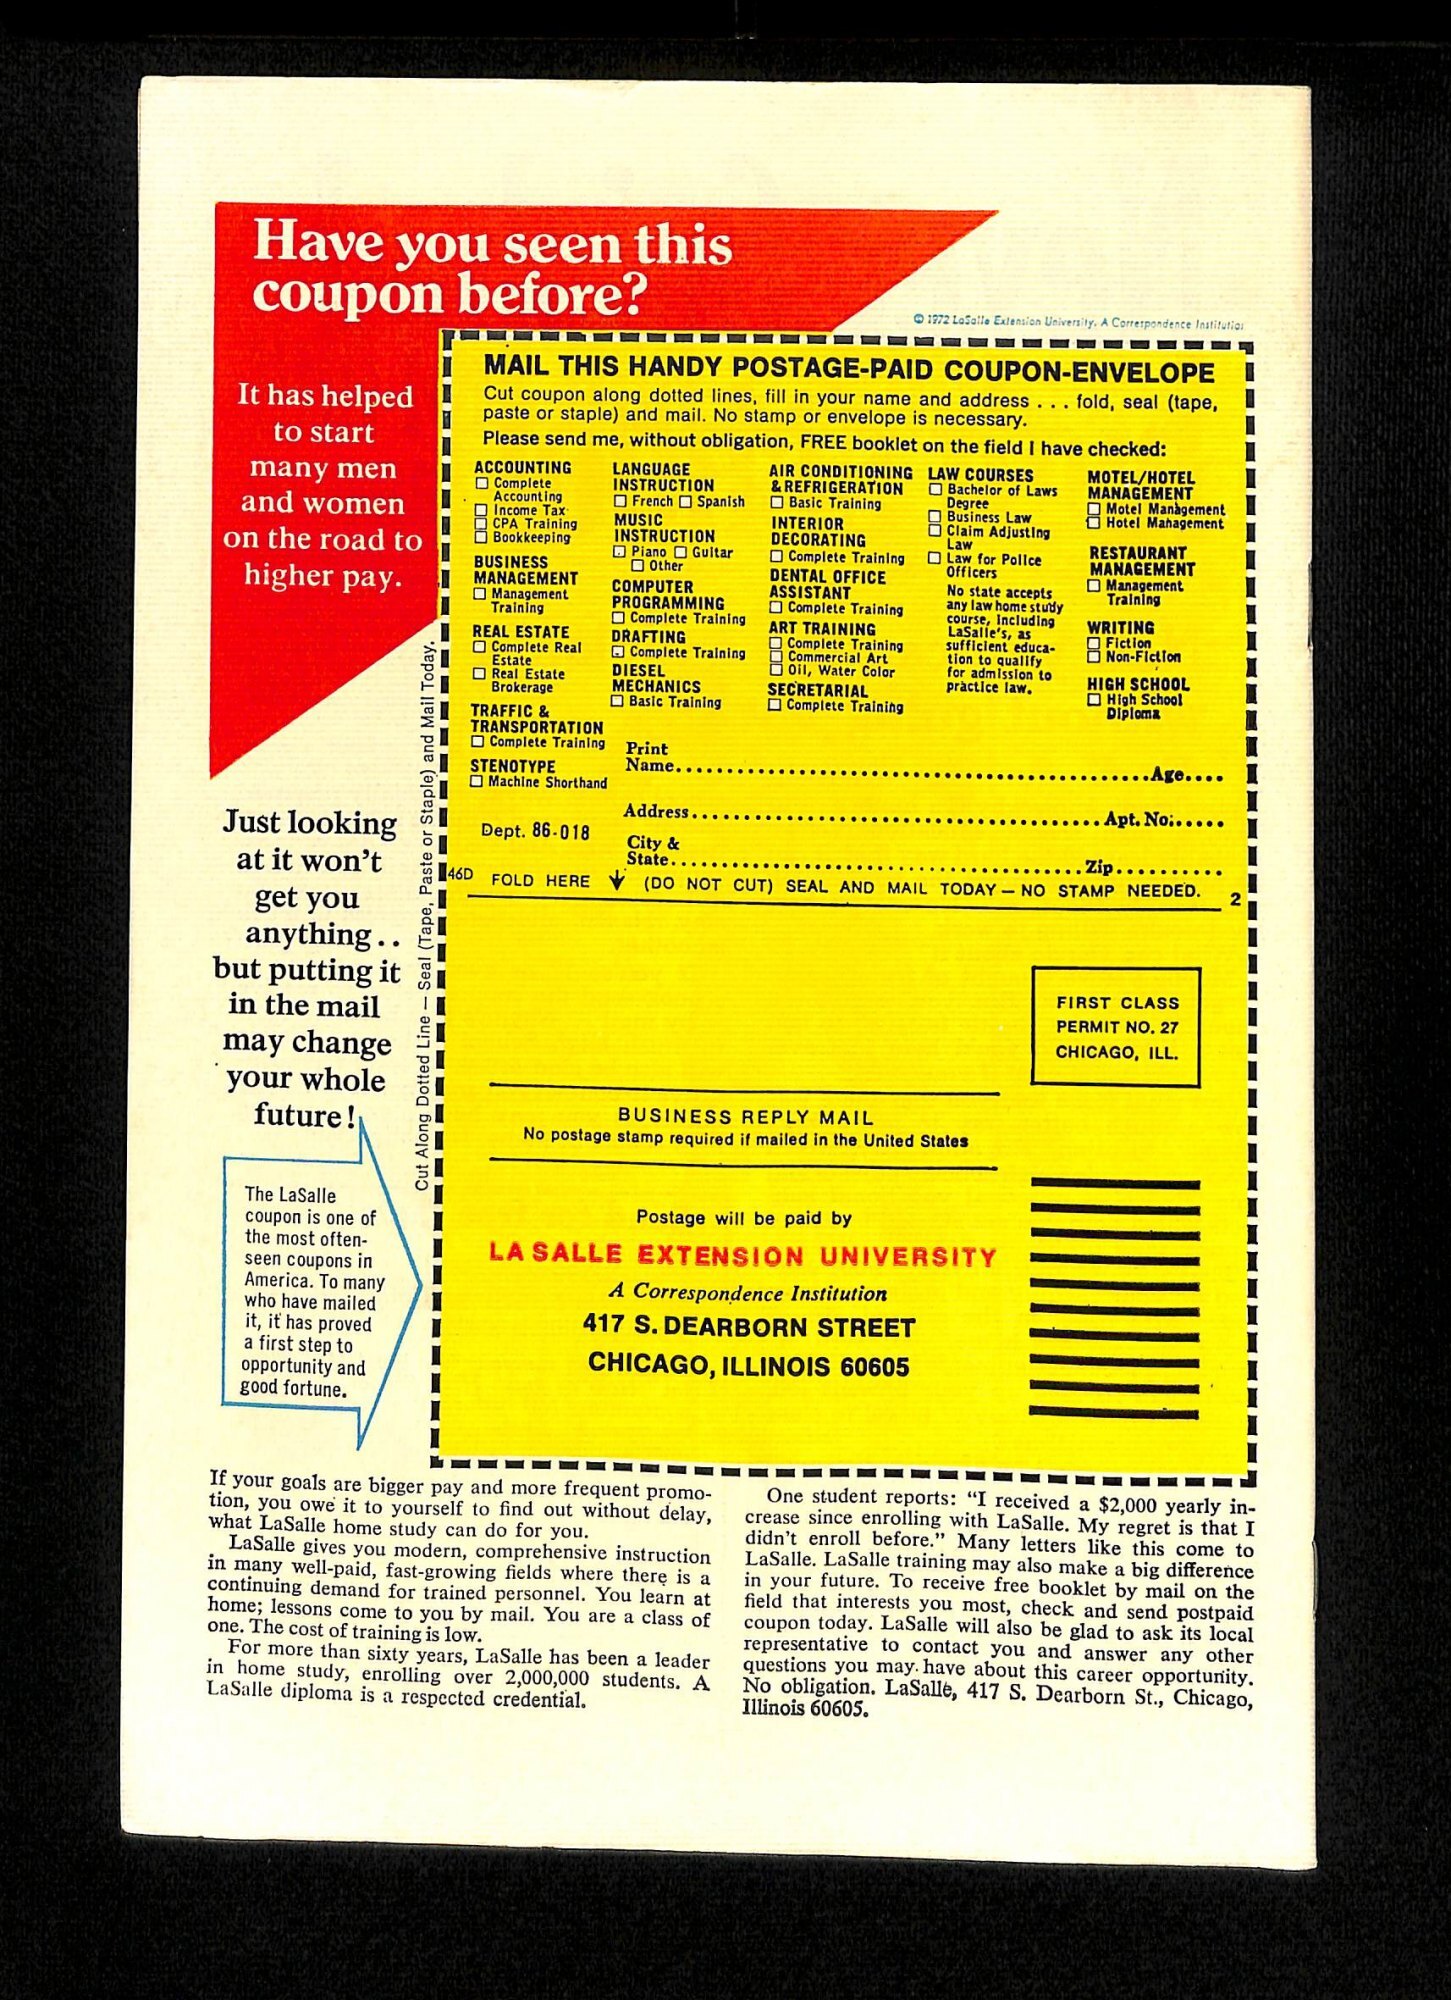 Have you seen this
coupon before?
It has helped
to start
many men
and women
on the road to
higher pay.
Just looking
at it won't
get you
anything..
but putting it
in the mail
may change
your whole
future!
The LaSalle
coupon is one of
the most often-
seen coupons in
America. To many
who have mailed
it, it has proved
a first step to
opportunity and
good fortune.
Cut Along Dotted Line — Seal (Tape, Paste or Staple) and Mail Today.
© 1972 LaSalle Extension University. A Correspondence Institution
MAIL THIS HANDY POSTAGE-PAID COUPON-ENVELOPE
Cut coupon along dotted lines, fill in your name and address . . . fold, seal (tape,
paste or staple) and mail. No stamp or envelope is necessary.
Please send me, without obligation, FREE booklet on the field I have checked:
ACCOUNTING
Complete
Accounting
Income Tax
CPA Training
Bookkeeping
BUSINESS
MANAGEMENT
Management
Training
REAL ESTATE
Complete Real
Estate
Real Estate
Brokerage
TRAFFIC &
TRANSPORTATION
Complete Training
STENOTYPE
Machine Shorthand
LANGUAGE
INSTRUCTION
French Spanish
MUSIC
INSTRUCTION
Piano Guitar
Other
COMPUTER
PROGRAMMING
Complete Training
DRAFTING
Complete Training
DIESEL
MECHANICS
Basic Training
AIR CONDITIONING
& REFRIGERATION
Basic Training
INTERIOR
DECORATING
Complete Training
DENTAL OFFICE
ASSISTANT
Complete Training
ART TRAINING
Complete Training
Commercial Art
Oil, Water Color
SECRETARIAL
Complete Training
LAW COURSES
Bachelor of Laws
Degree
Business Law
Claim Adjusting
Law
Law for Police
Officers
No state accepts
any law home study
course, including
LaSalle's, as
sufficient educa-
tion to qualify
for admission to
practice law.
MOTEL/HOTEL
MANAGEMENT
Motel Management
Hotel Management
RESTAURANT
MANAGEMENT
Management
Training
WRITING
Fiction
Non-Fiction
HIGH SCHOOL
High School
Diploma
Print
Name Age
Address Apt. No.
Dept. 86-018
City &
State Zip
46D FOLD HERE (DO NOT CUT) SEAL AND MAIL TODAY — NO STAMP NEEDED. 2
FIRST CLASS
PERMIT NO. 27
CHICAGO, ILL.
BUSINESS REPLY MAIL
No postage stamp required if mailed in the United States
Postage will be paid by
LA SALLE EXTENSION UNIVERSITY
A Correspondence Institution
417 S. DEARBORN STREET
CHICAGO, ILLINOIS 60605
If your goals are bigger pay and more frequent promo-
tion, you owe it to yourself to find out without delay,
what LaSalle home study can do for you.
LaSalle gives you modern, comprehensive instruction
in many well-paid, fast-growing fields where there is a
continuing demand for trained personnel. You learn at
home; lessons come to you by mail. You are a class of
one. The cost of training is low.
For more than sixty years, LaSalle has been a leader
in home study, enrolling over 2,000,000 students. A
LaSalle diploma is a respected credential.
One student reports: "I received a $2,000 yearly in-
crease since enrolling with LaSalle. My regret is that I
didn't enroll before." Many letters like this come to
LaSalle. LaSalle training may also make a big difference
in your future. To receive free booklet by mail on the
field that interests you most, check and send postpaid
coupon today. LaSalle will also be glad to ask its local
representative to contact you and answer any other
questions you may have about this career opportunity.
No obligation. LaSalle, 417 S. Dearborn St., Chicago,
Illinois 60605.